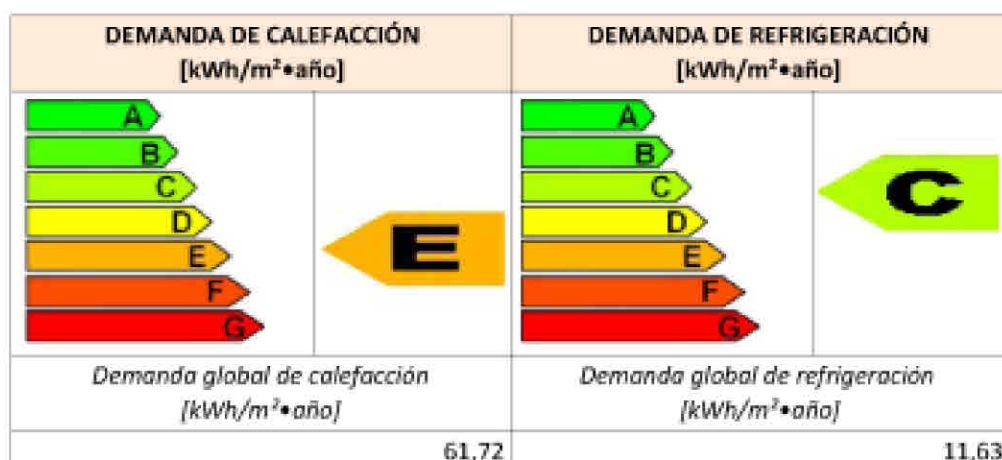 DEMANDA DE CALEFACCIÓN
[kWh/m²•año]
DEMANDA DE REFRIGERACIÓN
[kWh/m²•año]
A
B
C
D
E
F
G
E
A
B
C
D
E
F
G
C
Demanda global de calefacción
[kWh/m²•año]
Demanda global de refrigeración
[kWh/m²•año]
61,72
11,63